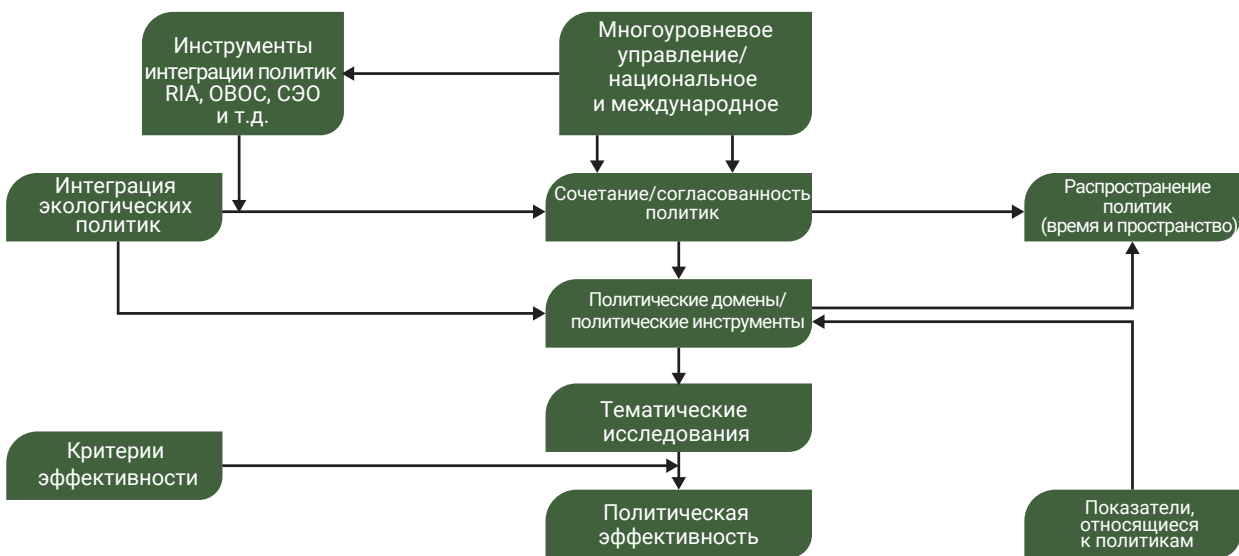 Инструменты
интеграции политик
RIA, ОВОС, СЭО
и т.д.
Многоуровневое
управление/
национальное
и международное
Интеграция
экологических
политик
Сочетание/согласованность
политик
Распространение
политик
(время и пространство)
Политические домены/
политические инструменты
Тематические
исследования
Критерии
эффективности
Политическая
эффективность
Показатели,
относящиеся
к политикам